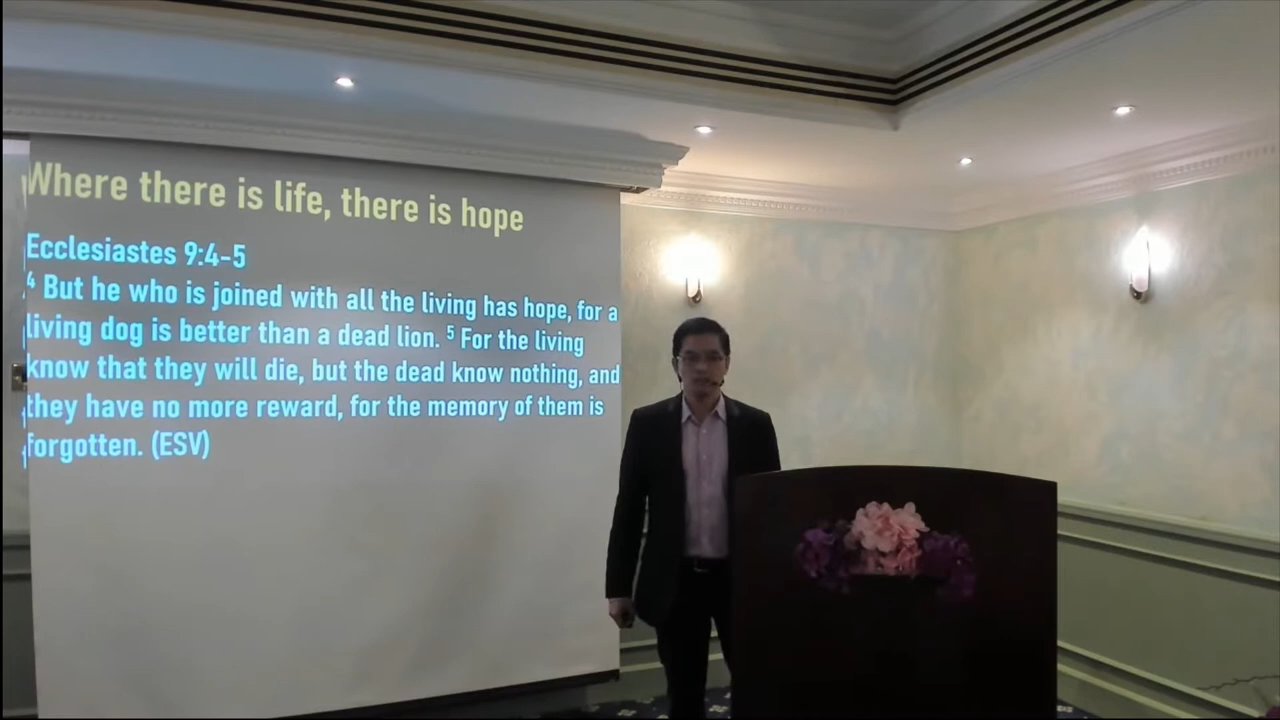 Where there is life, there is hope
Ecclesiastes 9:4-5
⁴ But he who is joined with all the living has hope, for a
living dog is better than a dead lion. ⁵ For the living
know that they will die, but the dead know nothing, and
they have no more reward, for the memory of them is
forgotten. (ESV)